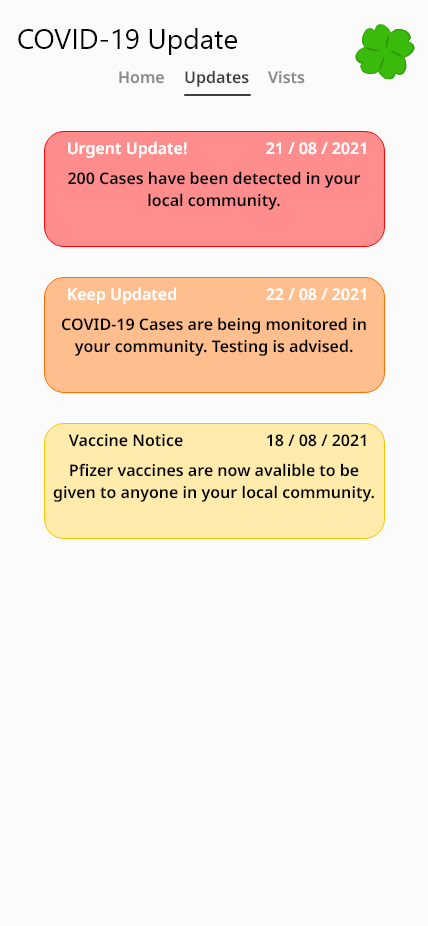 COVID-19 Update
Home Updates Vists
Urgent Update! 21 / 08 / 2021
200 Cases have been detected in your
local community.
Keep Updated 22 / 08 / 2021
COVID-19 Cases are being monitored in
your community. Testing is advised.
Vaccine Notice 18 / 08 / 2021
Pfizer vaccines are now avalible to be
given to anyone in your local community.